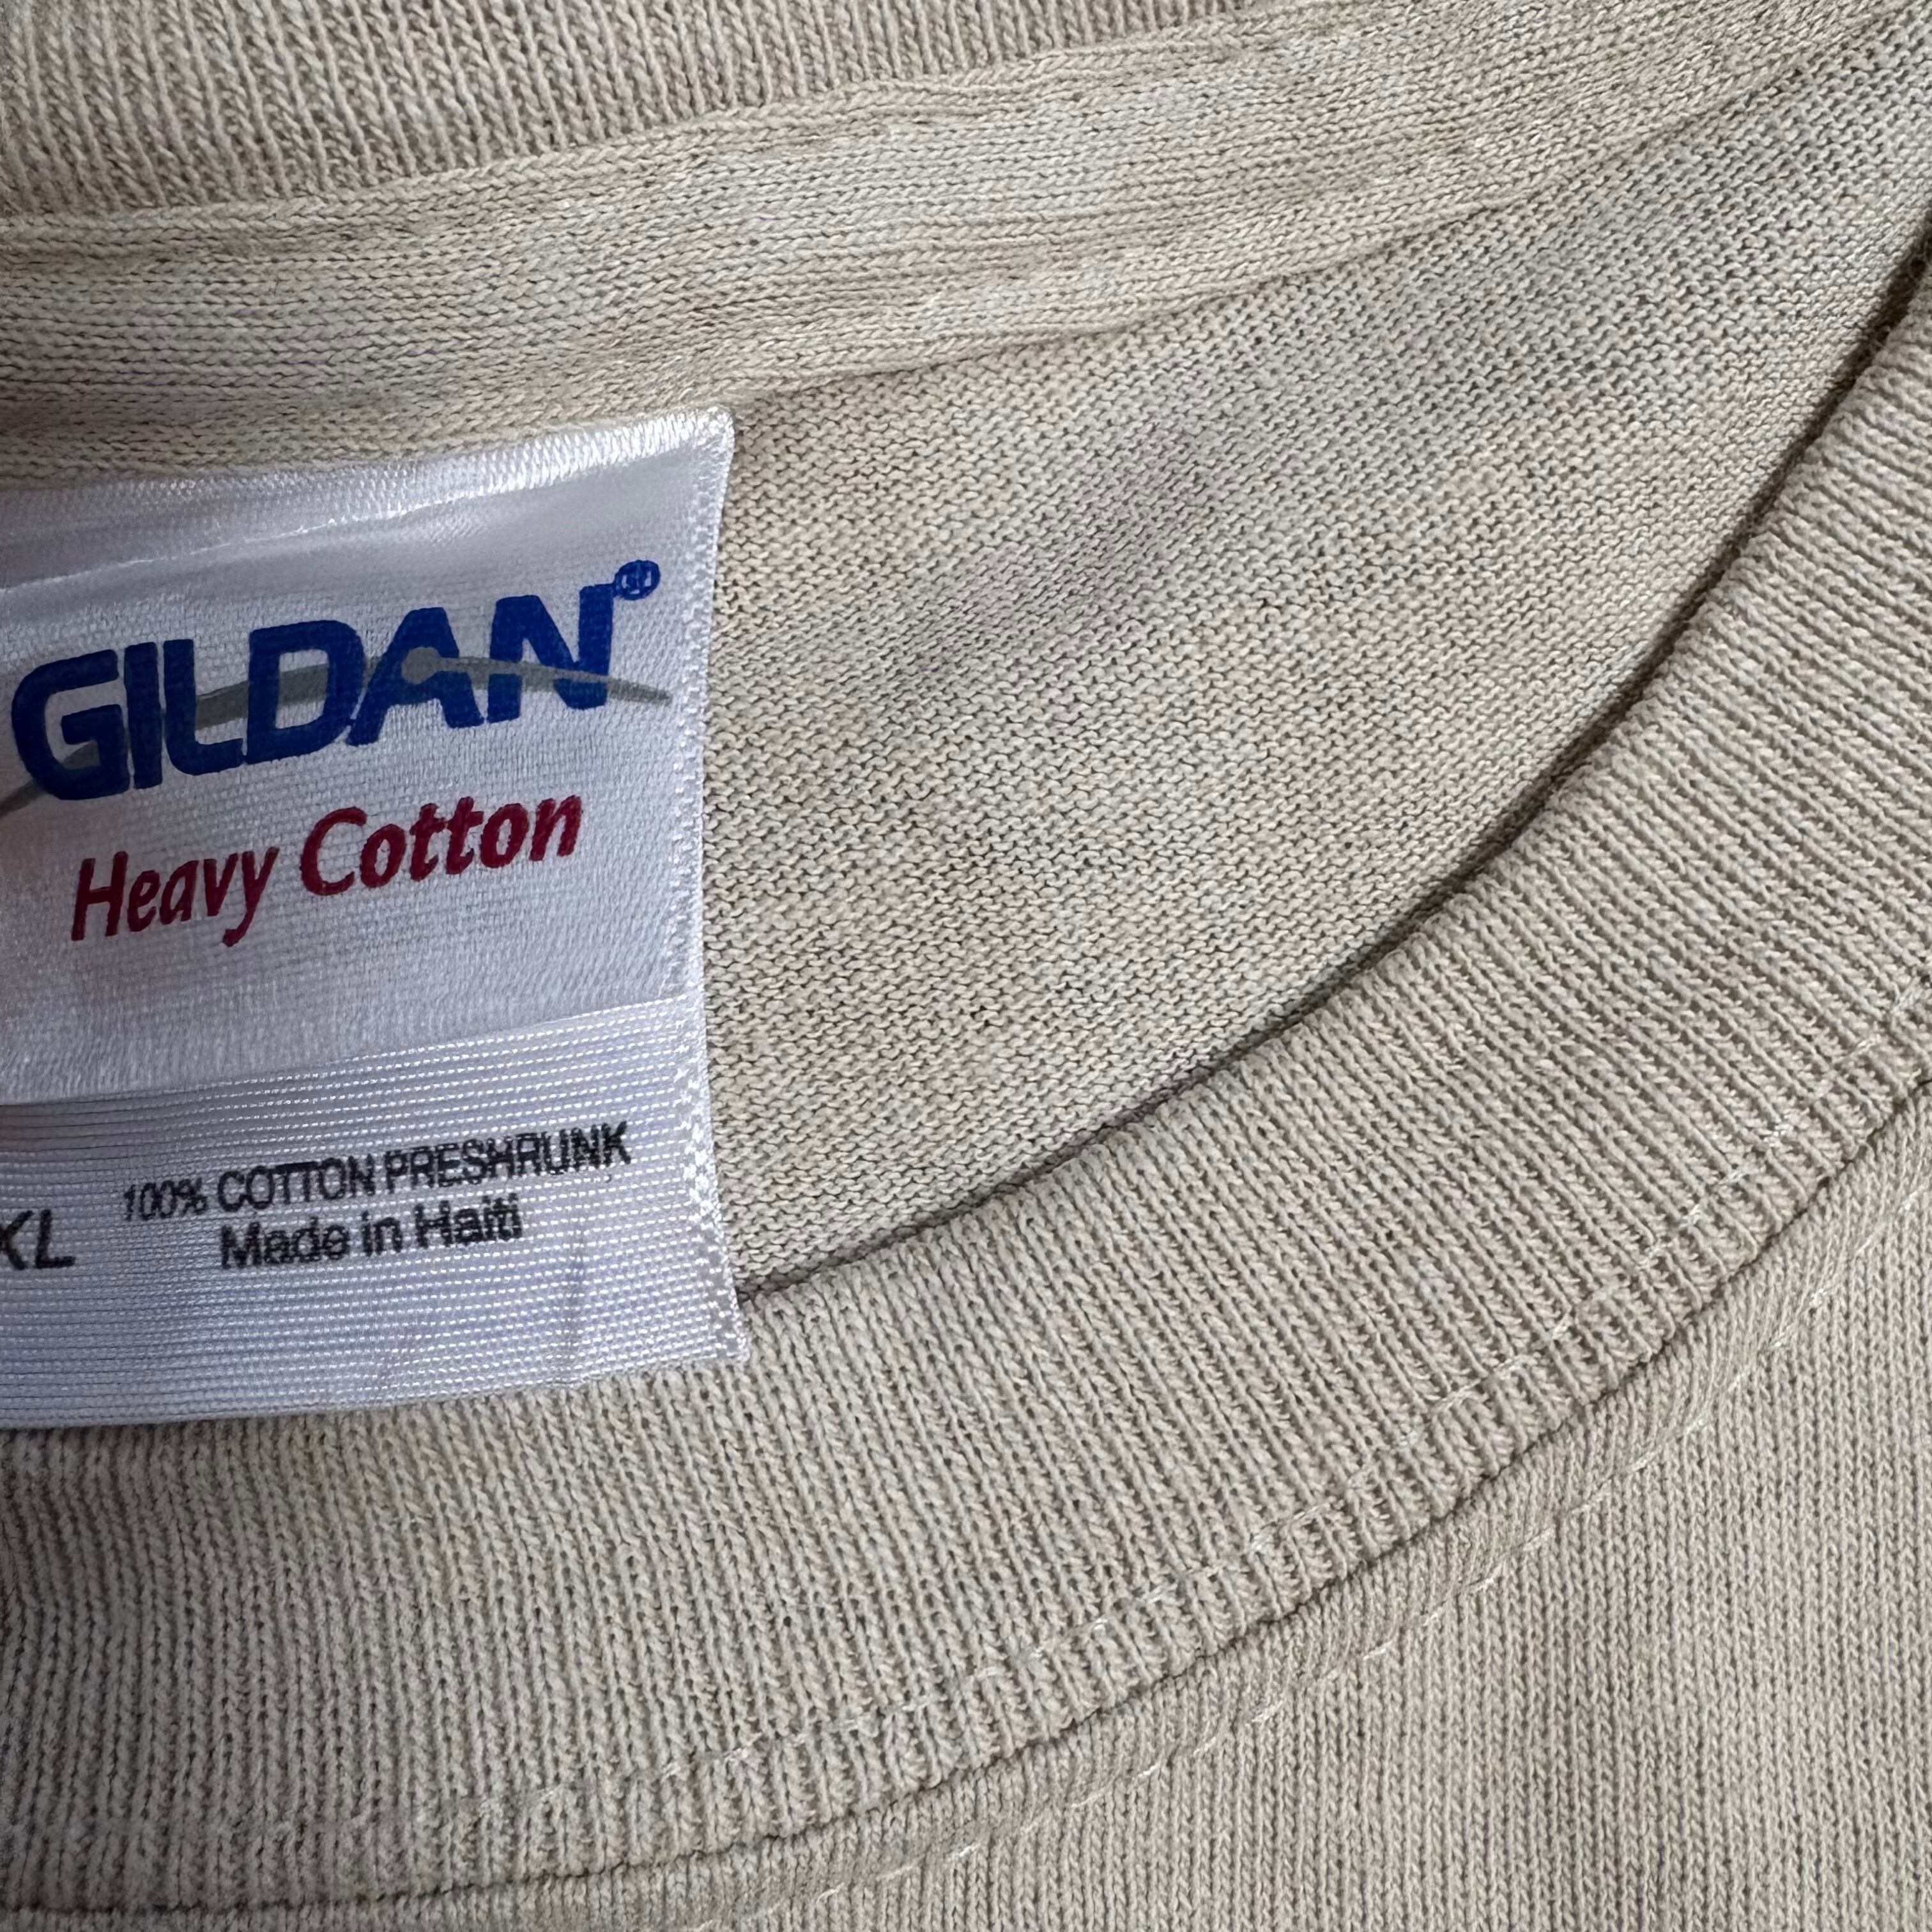 GILDAN®
Heavy Cotton
100% COTTON PRESHRUNK
XL Made in Haiti